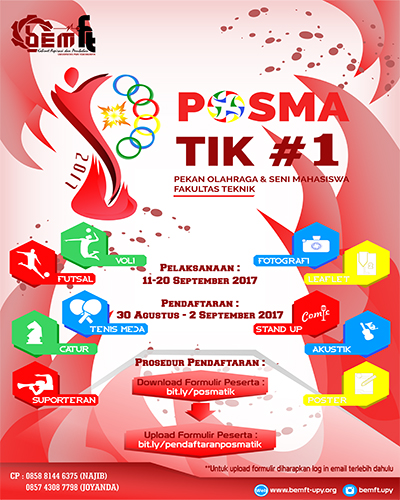 BEMFT
POSMA
TIK #1
PEKAN OLAHRAGA & SENI MAHASISWA
FAKULTAS TEKNIK
2017
VOLI
FUTSAL
TENIS MEJA
CATUR
SUPORTERAN
FOTOGRAFI
LEAFLET
Comic
STAND UP
AKUSTIK
POSTER
PELAKSANAAN :
11-20 SEPTEMBER 2017
PENDAFTARAN :
30 AGUSTUS - 2 SEPTEMBER 2017
PROSEDUR PENDAFTARAN :
Download Formulir Peserta :
bit.ly/posmatik
Upload Formulir Peserta :
bit.ly/pendaftaranposmatik
**Untuk upload formulir diharapkan log in email terlebih dahulu
CP : 0858 8144 6375 (NAJIB)
0857 4308 7798 (JOYANDA)
www.bemft-upy.org
bemft.upy